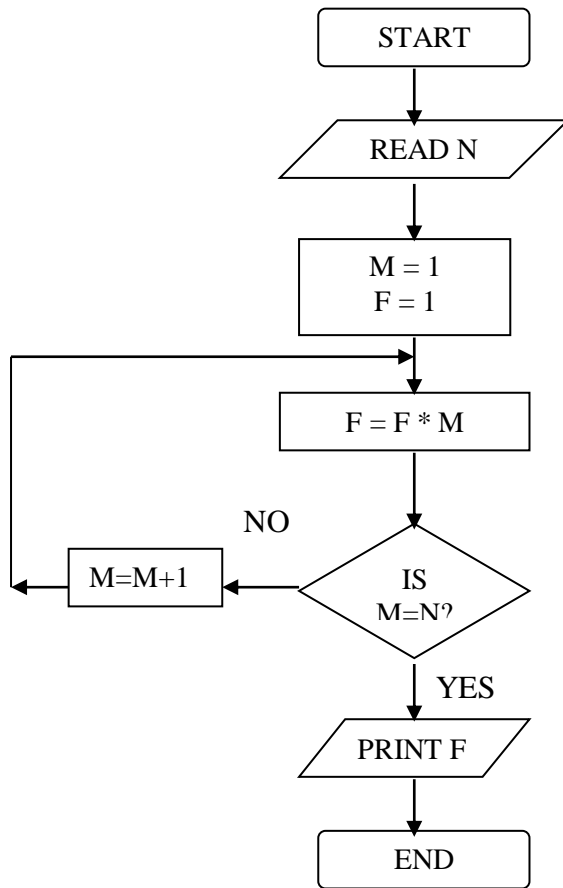 START
READ N
M = 1
F = 1
F = F * M
NO
M=M+1
IS
M=N?
YES
PRINT F
END